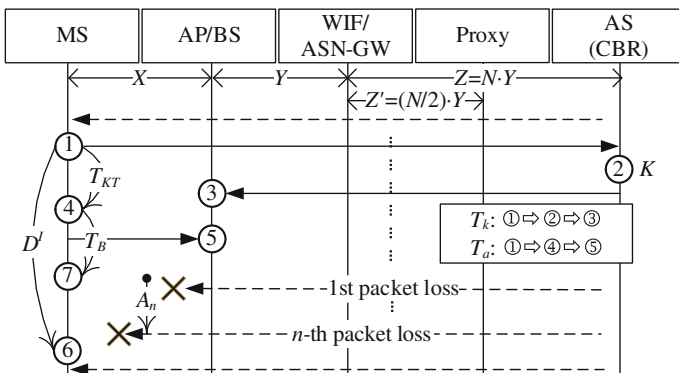 MS
AP/BS
WIF/
ASN-GW
Proxy
AS
(CBR)
X
Y
Z=N·Y
Z'=(N/2)·Y
1
2
K
T_KT
3
4
T_k: ①⇨②⇨③
T_a: ①⇨④⇨⑤
D^I
T_B
5
7
A_n
1st packet loss
n-th packet loss
6